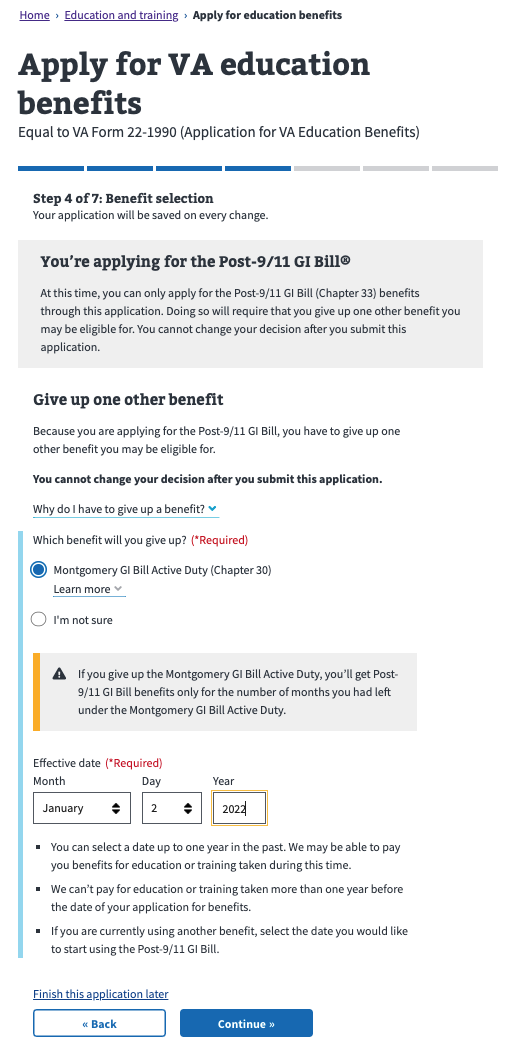 Home › Education and training › Apply for education benefits
Apply for VA education
benefits
Equal to VA Form 22-1990 (Application for VA Education Benefits)
Step 4 of 7: Benefit selection
Your application will be saved on every change.
You’re applying for the Post-9/11 GI Bill®
At this time, you can only apply for the Post-9/11 GI Bill (Chapter 33) benefits
through this application. Doing so will require that you give up one other benefit you
may be eligible for. You cannot change your decision after you submit this
application.
Give up one other benefit
Because you are applying for the Post-9/11 GI Bill, you have to give up one
other benefit you may be eligible for.
You cannot change your decision after you submit this application.
Why do I have to give up a benefit?
Which benefit will you give up? (*Required)
Montgomery GI Bill Active Duty (Chapter 30)
Learn more
I'm not sure
If you give up the Montgomery GI Bill Active Duty, you’ll get Post-
9/11 GI Bill benefits only for the number of months you had left
under the Montgomery GI Bill Active Duty.
Effective date (*Required)
Month Day Year
January 2 2022
▪ You can select a date up to one year in the past. We may be able to pay
you benefits for education or training taken during this time.
▪ We can’t pay for education or training taken more than one year before
the date of your application for benefits.
▪ If you are currently using another benefit, select the date you would like
to start using the Post-9/11 GI Bill.
Finish this application later
« Back Continue »